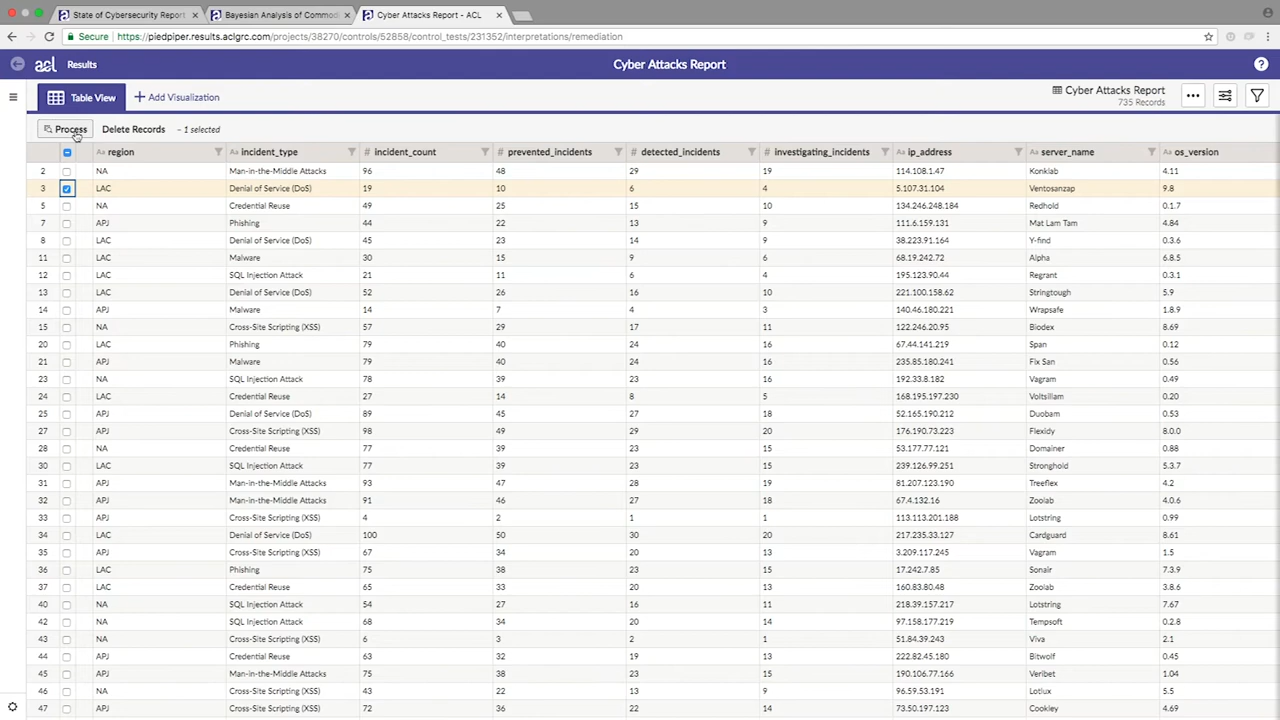 State of Cybersecurity Report × Bayesian Analysis of Commod × Cyber Attacks Report - ACL ×
Secure https://piedpiper.results.aclgrc.com/projects/38270/controls/52858/control_tests/231352/interpretations/remediation
acl Results Cyber Attacks Report ?
Table View + Add Visualization Cyber Attacks Report
735 Records
Process Delete Records – 1 selected
Aa region Aa incident_type # incident_count # prevented_incidents # detected_incidents # investigating_incidents Aa ip_address Aa server_name Aa os_version
2 NA Man-in-the-Middle Attacks 96 48 29 19 114.108.1.47 Konklab 4.11
3 LAC Denial of Service (DoS) 19 10 6 4 5.107.31.104 Ventosanzap 9.8
5 NA Credential Reuse 49 25 15 10 134.246.248.184 Redhold 0.1.7
7 APJ Phishing 44 22 13 9 111.6.159.131 Mat Lam Tam 4.84
8 LAC Denial of Service (DoS) 45 23 14 9 38.223.91.164 Y-find 0.3.6
11 LAC Malware 30 15 9 6 68.19.242.72 Alpha 6.8.5
12 LAC SQL Injection Attack 21 11 6 4 195.123.90.44 Regrant 0.3.1
13 LAC Denial of Service (DoS) 52 26 16 10 221.100.158.62 Stringtough 5.9
14 APJ Malware 14 7 4 3 140.46.180.221 Wrapsafe 1.8.9
15 NA Cross-Site Scripting (XSS) 57 29 17 11 122.246.20.95 Biodex 8.69
20 LAC Phishing 79 40 24 16 67.44.141.219 Span 0.12
21 APJ Malware 79 40 24 16 235.85.180.241 Fix San 0.56
23 NA SQL Injection Attack 78 39 23 16 192.33.8.182 Vagram 0.49
24 LAC Credential Reuse 27 14 8 5 168.195.197.230 Voltsillam 0.20
25 APJ Denial of Service (DoS) 89 45 27 18 52.165.190.212 Duobam 0.53
27 APJ Cross-Site Scripting (XSS) 98 49 29 20 176.190.73.223 Flexidy 8.0.0
28 NA Credential Reuse 77 39 23 15 53.177.77.121 Domainer 0.88
30 LAC SQL Injection Attack 77 39 23 15 239.126.99.251 Stronghold 5.3.7
31 APJ Man-in-the-Middle Attacks 93 47 28 19 81.207.123.190 Treeflex 4.2
32 APJ Man-in-the-Middle Attacks 91 46 27 18 67.4.132.16 Zoolab 4.0.6
33 APJ Cross-Site Scripting (XSS) 4 2 1 1 113.113.201.188 Lotstring 0.99
34 LAC Denial of Service (DoS) 100 50 30 20 217.235.33.127 Cardguard 8.61
35 APJ Cross-Site Scripting (XSS) 67 34 20 13 3.209.117.245 Vagram 1.5
36 LAC Phishing 75 38 23 15 17.242.7.85 Sonair 7.3.9
37 LAC Credential Reuse 65 33 20 13 160.83.80.48 Zoolab 3.8.6
40 NA SQL Injection Attack 54 27 16 11 218.39.157.217 Lotstring 7.67
42 NA SQL Injection Attack 68 34 20 14 97.158.177.219 Tempsoft 0.2.8
43 NA Cross-Site Scripting (XSS) 6 3 2 1 51.84.39.243 Viva 2.1
44 APJ Credential Reuse 63 32 19 13 222.82.45.180 Bitwolf 0.45
45 APJ Man-in-the-Middle Attacks 75 38 23 15 190.106.77.166 Veribet 1.04
46 NA Cross-Site Scripting (XSS) 43 22 13 9 96.59.53.191 Lotlux 5.5
47 APJ Cross-Site Scripting (XSS) 72 36 22 14 73.50.197.123 Cookley 4.69